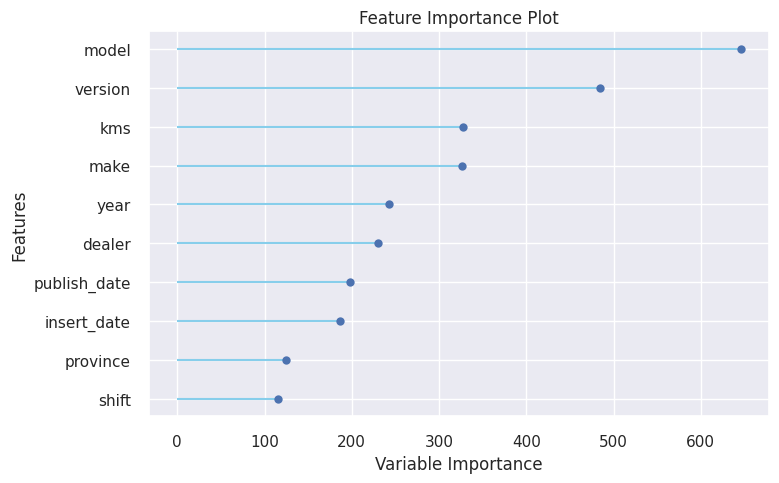 Feature Importance Plot
model
version
kms
make
year
dealer
publish_date
insert_date
province
shift
Features
0 100 200 300 400 500 600
Variable Importance